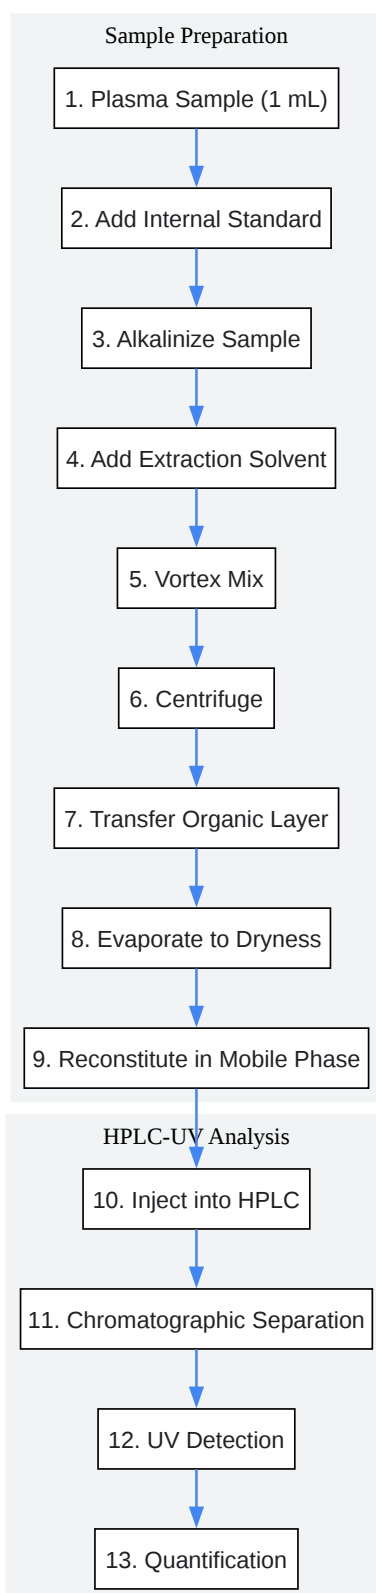 Sample Preparation
1. Plasma Sample (1 mL)
2. Add Internal Standard
3. Alkalinize Sample
4. Add Extraction Solvent
5. Vortex Mix
6. Centrifuge
7. Transfer Organic Layer
8. Evaporate to Dryness
9. Reconstitute in Mobile Phase
HPLC-UV Analysis
10. Inject into HPLC
11. Chromatographic Separation
12. UV Detection
13. Quantification